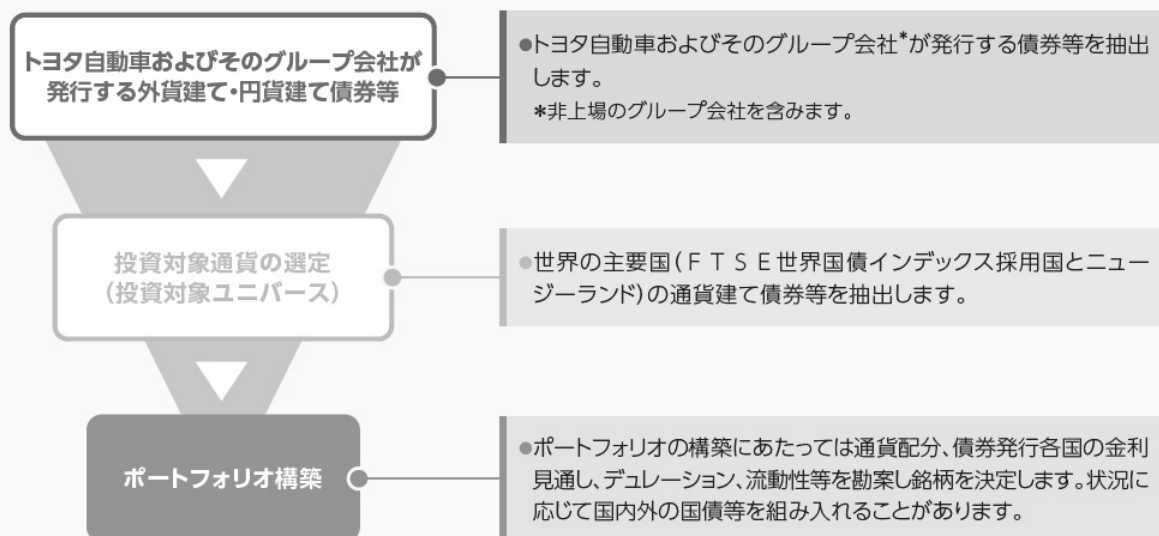 トヨタ自動車およびそのグループ会社が
発行する外貨建て・円貨建て債券等
●トヨタ自動車およびそのグループ会社*が発行する債券等を抽出
します。
*非上場のグループ会社を含みます。
投資対象通貨の選定
(投資対象ユニバース)
●世界の主要国(FTSE世界国債インデックス採用国とニュー
ジーランド)の通貨建て債券等を抽出します。
ポートフォリオ構築
●ポートフォリオの構築にあたっては通貨配分、債券発行各国の金利
見通し、デュレーション、流動性等を勘案し銘柄を決定します。状況に
応じて国内外の国債等を組み入れることがあります。